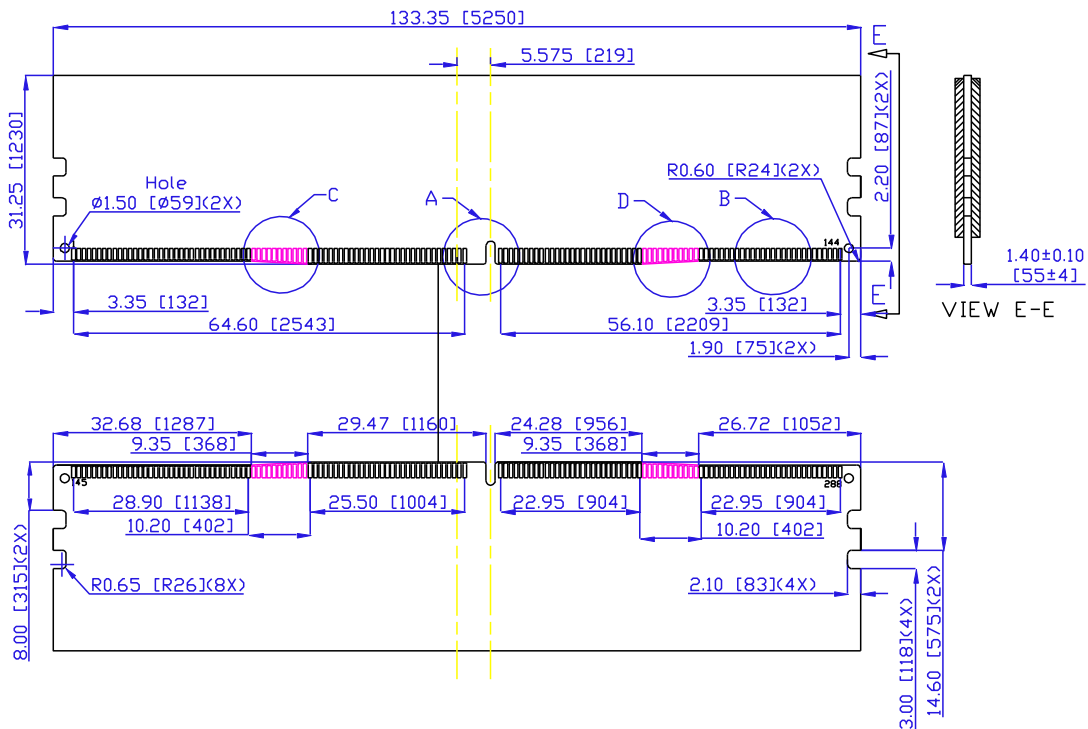 133.35 [5250]
E
5.575 [219]
31.25 [1230]
2.20 [87](2X)
Hole
Ø1.50 [Ø59](2X)
C
A
D
B
R0.60 [R24](2X)
144
1.40±0.10
[55±4]
3.35 [132]
3.35 [132]
E
VIEW E-E
64.60 [2543]
56.10 [2209]
1.90 [75](2X)
32.68 [1287]
29.47 [1160]
24.28 [956]
26.72 [1052]
9.35 [368]
9.35 [368]
145
288
28.90 [1138]
25.50 [1004]
22.95 [904]
22.95 [904]
10.20 [402]
10.20 [402]
8.00 [315](2X)
R0.65 [R26](8X)
2.10 [83](4X)
3.00 [118](4X)
14.60 [575](2X)